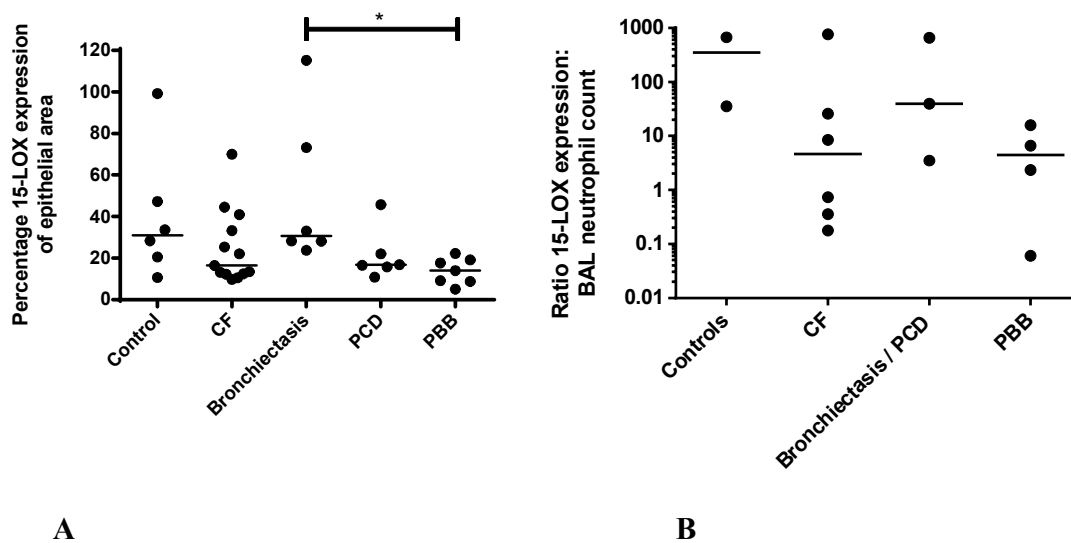 *
Percentage 15-LOX expression
of epithelial area
120
100
80
60
40
20
0
Control
CF
Bronchiectasis
PCD
PBB
A
Ratio 15-LOX expression:
BAL neutrophil count
1000
100
10
1
0.1
0.01
Controls
CF
Bronchiectasis / PCD
PBB
B